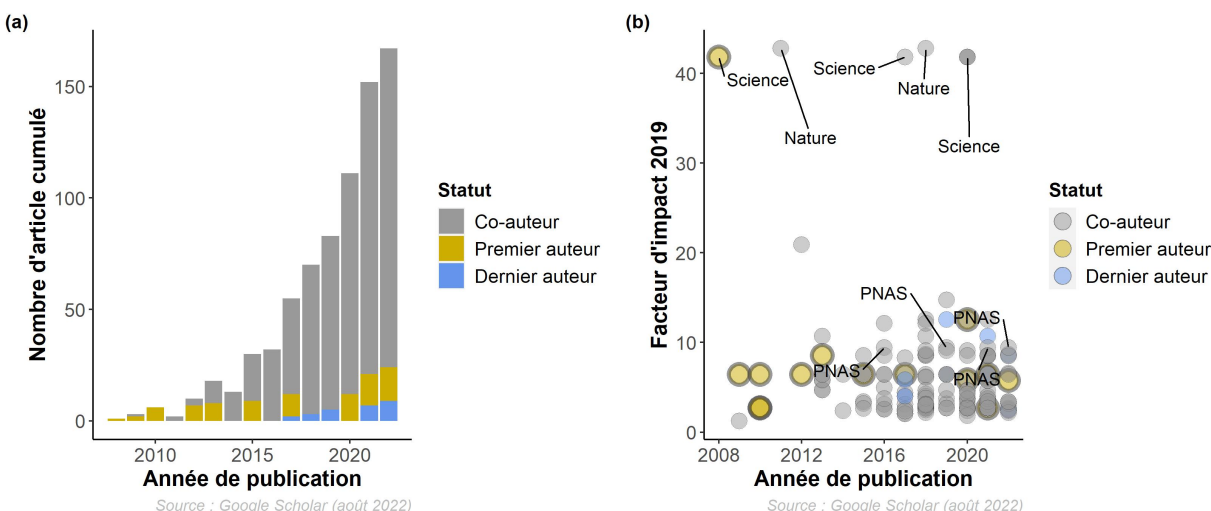 (a)
Nombre d'article cumulé
150
100
50
0
2010
2015
2020
Année de publication
Source : Google Scholar (août 2022)
Statut
Co-auteur
Premier auteur
Dernier auteur
(b)
Facteur d'impact 2019
40
30
20
10
0
Science
Nature
Science
Nature
Science
PNAS
PNAS
PNAS
PNAS
2008
2012
2016
2020
Année de publication
Source : Google Scholar (août 2022)
Statut
Co-auteur
Premier auteur
Dernier auteur